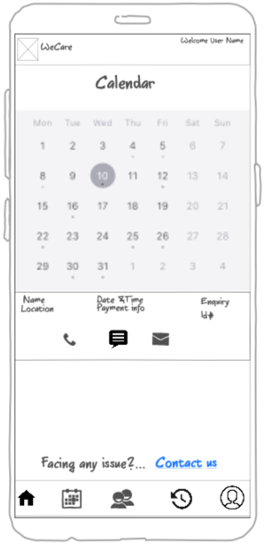 WeCare
Welcome User Name
Calendar
Mon Tue Wed Thu Fri Sat Sun
1 2 3 4 5 6 7
8 9 10 11 12 13 14
15 16 17 18 19 20 21
22 23 24 25 26 27 28
29 30 31 1 2 3 4
Name Date & Time Enquiry
Location Payment info Id#
Facing any issue?... Contact us